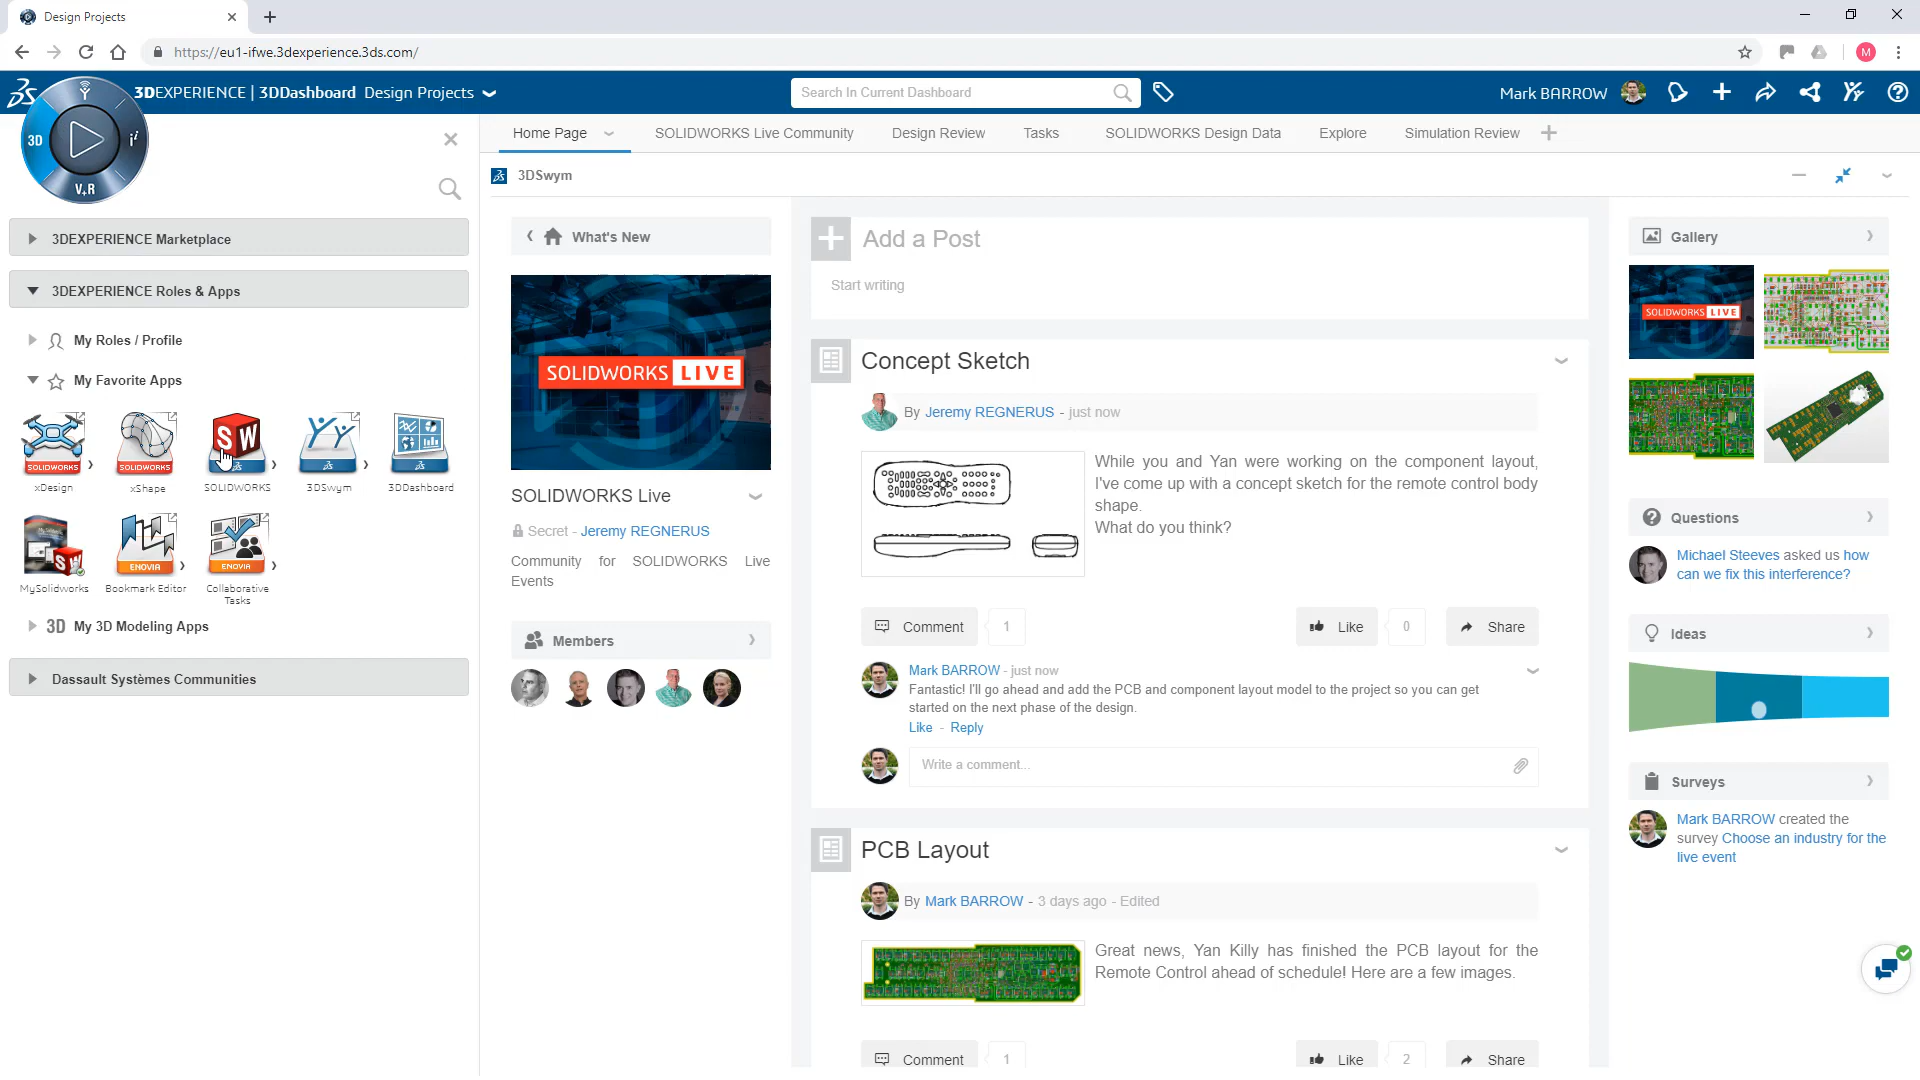 Design Projects
https://eu1-ifwe.3dexperience.3ds.com/
M
3DEXPERIENCE | 3DDashboard Design Projects
Search In Current Dashboard
Mark BARROW
3D
V+R
Home Page
SOLIDWORKS Live Community
Design Review
Tasks
SOLIDWORKS Design Data
Explore
Simulation Review
3DSwym
3DEXPERIENCE Marketplace
3DEXPERIENCE Roles & Apps
My Roles / Profile
My Favorite Apps
SOLIDWORKS
SOLIDWORKS
SW
xDesign
xShape
SOLIDWORKS
3DSwym
3DDashboard
SW
ENOVIA
ENOVIA
MySolidworks
Bookmark Editor
Collaborative
Tasks
3D My 3D Modeling Apps
Dassault Systèmes Communities
What's New
SOLIDWORKS LIVE
SOLIDWORKS Live
Secret - Jeremy REGNERUS
Community for SOLIDWORKS Live
Events
Members
Add a Post
Start writing
Concept Sketch
By Jeremy REGNERUS - just now
While you and Yan were working on the component layout,
I've come up with a concept sketch for the remote control body
shape.
What do you think?
Comment 1
Like 0
Share
Mark BARROW - just now
Fantastic! I'll go ahead and add the PCB and component layout model to the project so you can get
started on the next phase of the design.
Like - Reply
Write a comment...
PCB Layout
By Mark BARROW - 3 days ago - Edited
Great news, Yan Killy has finished the PCB layout for the
Remote Control ahead of schedule! Here are a few images.
Comment 1
Like 2
Share
Gallery
SOLIDWORKS LIVE
Questions
Michael Steeves asked us how
can we fix this interference?
Ideas
Surveys
Mark BARROW created the
survey Choose an industry for the
live event